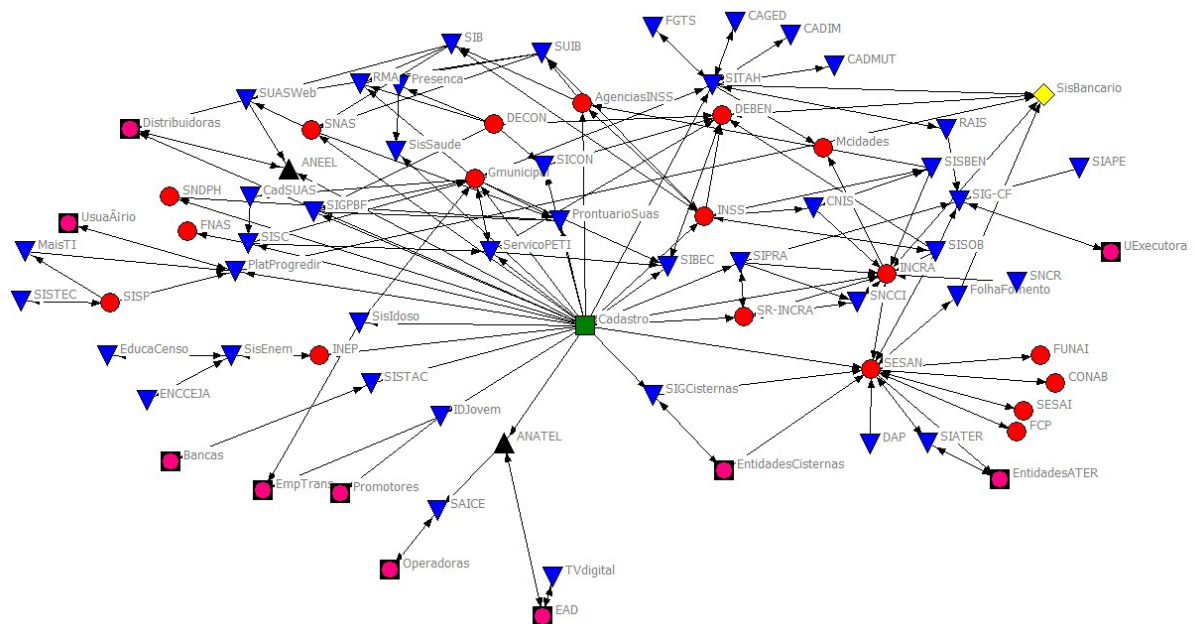 FGTS
CAGED
CADIM
SIB
SUIB
CADMUT
RMA
Presenca
SITAH
SisBancario
SUASWeb
AgenciasINSS
DEBEN
Distribuidoras
SNAS
DECON
RAIS
Mcidades
SisSaude
ANEEL
SICON
SISBEN
SIAPE
Gmunicipal
SNDPH
CadSUAS
SIG-CF
SIGPBF
CNIS
UsuaÃirio
FNAS
ProntuarioSuas
INSS
MaisTI
SISC
ServicoPETI
SISOB
UExecutora
PlatProgredir
SIBEC
SIPRA
INCRA
SNCR
SISTEC
SISP
SNCCI
FolhaFomento
SisIdoso
Cadastro
SR-INCRA
EducaCenso
SisEnem
INEP
FUNAI
SESAN
ENCCEJA
SISTAC
SIGCisternas
CONAB
IDJovem
SESAI
FCP
ANATEL
DAP
SIATER
Bancas
EntidadesCisternas
EntidadesATER
EmpTrans
Promotores
SAICE
Operadoras
TVdigital
EAD